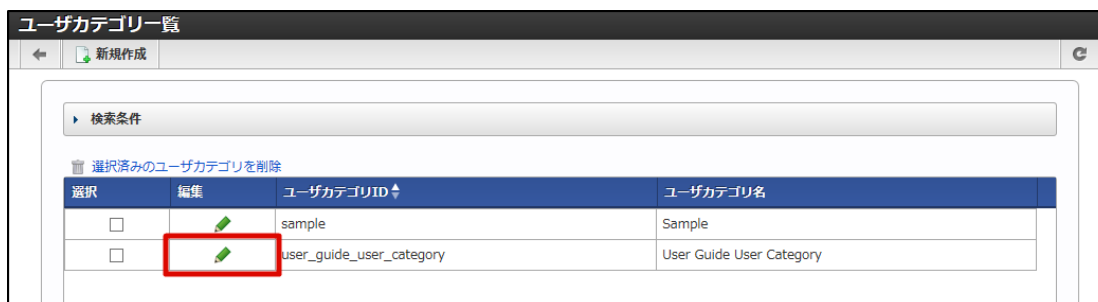 ユーザカテゴリ一覧
新規作成
検索条件
選択済みのユーザカテゴリを削除
選択 編集 ユーザカテゴリID ユーザカテゴリ名
sample Sample
user_guide_user_category User Guide User Category